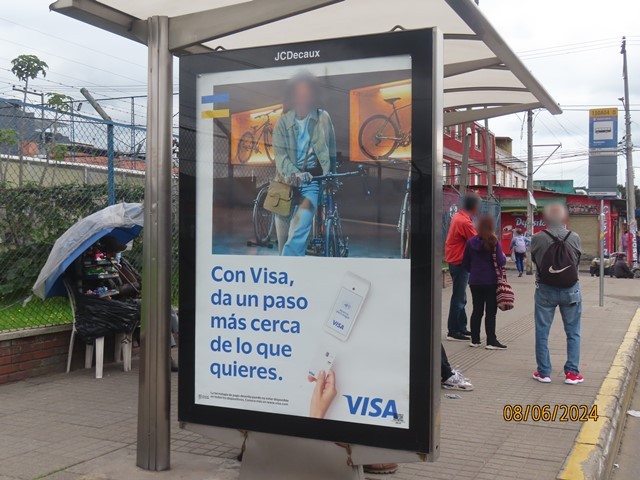 JCDecaux
Con Visa,
da un paso
más cerca
de lo que
quieres.
VISA
VISA
08/06/2024